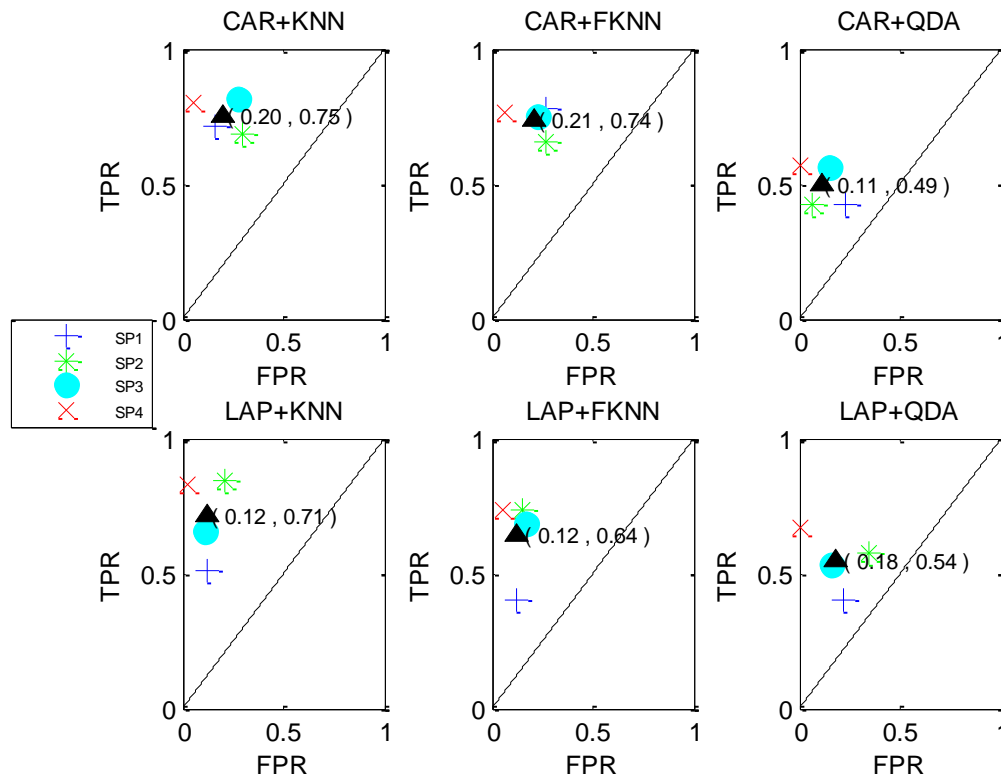 CAR+KNN
1
TPR
0.5
0
( 0.20 , 0.75 )
0
0.5
1
FPR
CAR+FKNN
1
TPR
0.5
0
( 0.21 , 0.74 )
0
0.5
1
FPR
CAR+QDA
1
TPR
0.5
0
( 0.11 , 0.49 )
0
0.5
1
FPR
SP1
SP2
SP3
SP4
LAP+KNN
1
TPR
0.5
0
( 0.12 , 0.71 )
0
0.5
1
FPR
LAP+FKNN
1
TPR
0.5
0
( 0.12 , 0.64 )
0
0.5
1
FPR
LAP+QDA
1
TPR
0.5
0
( 0.18 , 0.54 )
0
0.5
1
FPR